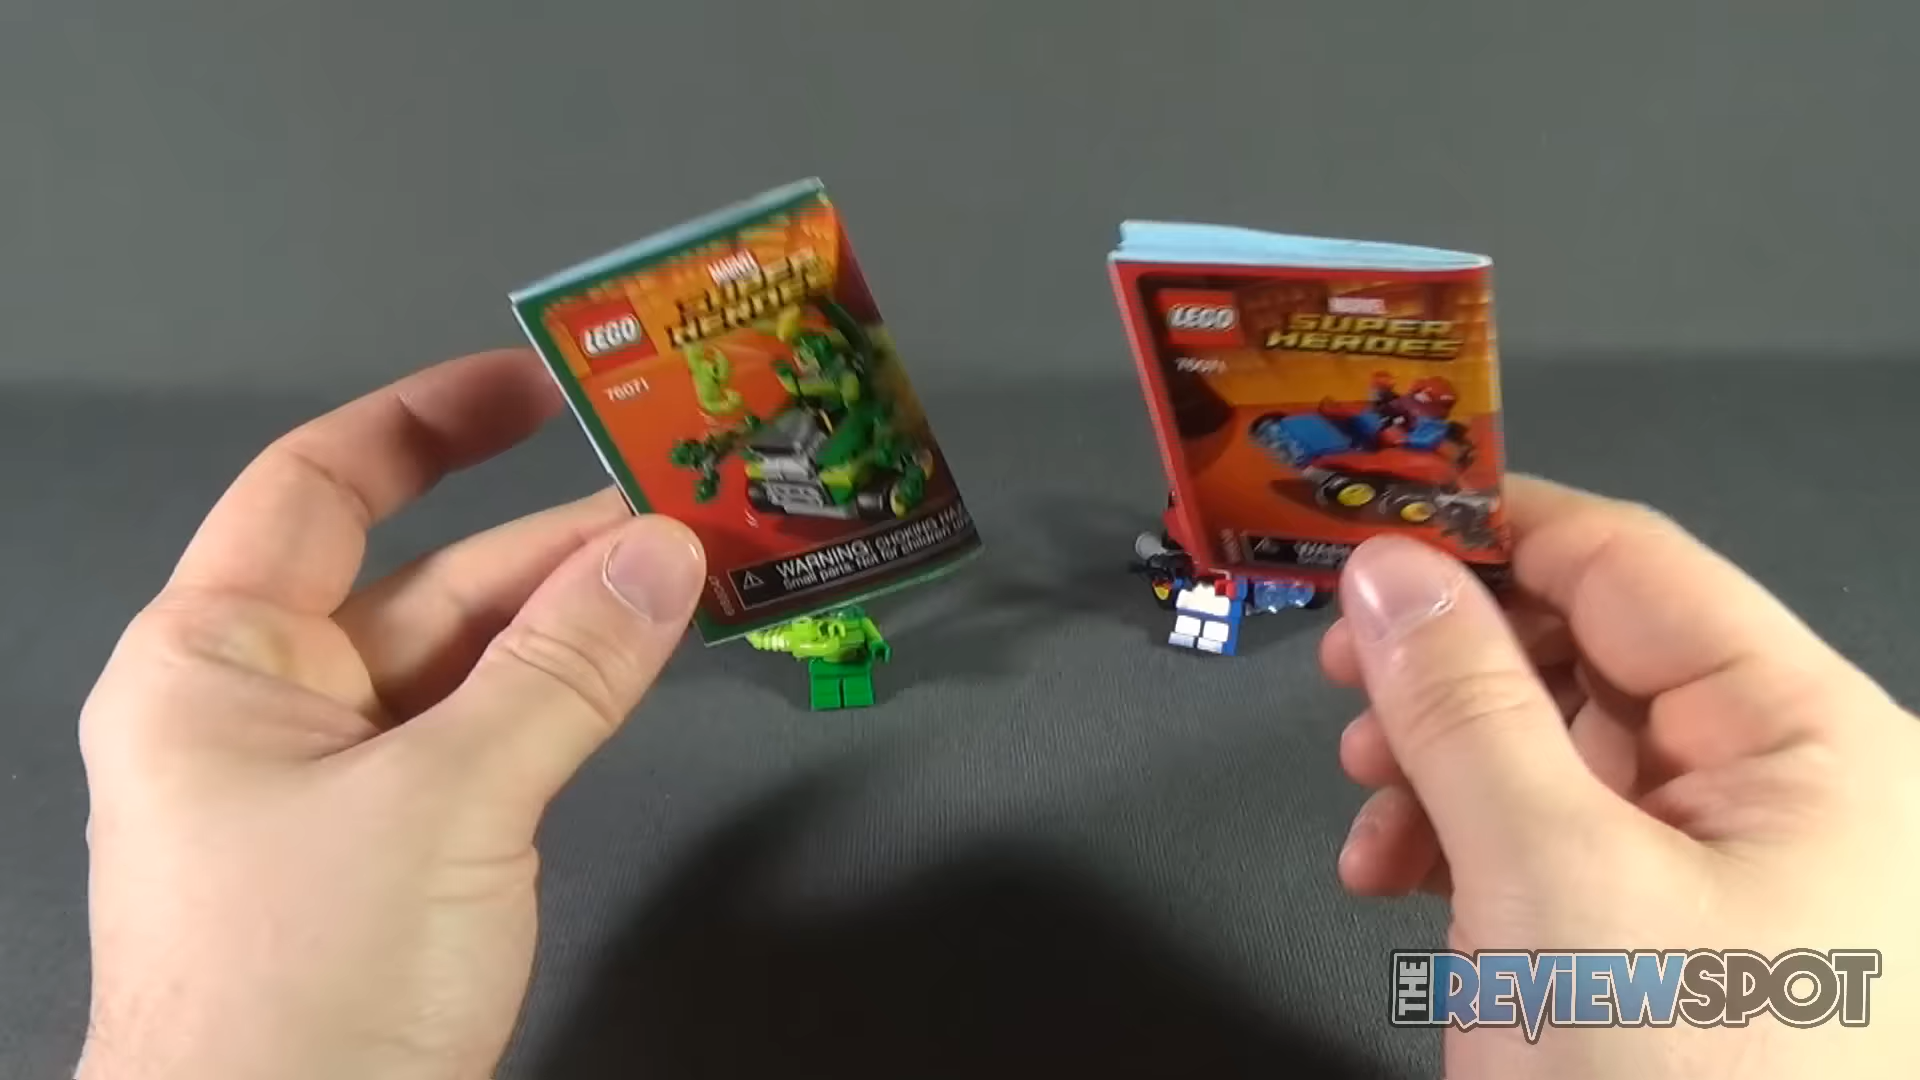 MARVEL
SUPER
HEROES
LEGO
76071
WARNING: CHOKING HAZ
Small parts. Not for children un
LEGO
MARVEL
SUPER
HEROES
76071
THE REVIEWSPOT